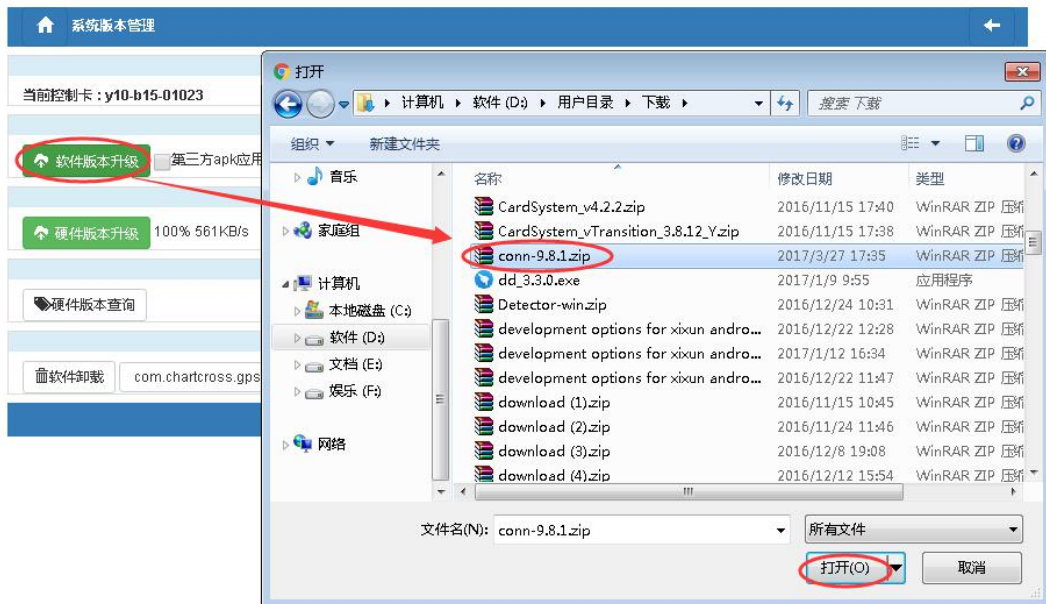 系统版本管理
当前控制卡：y10-b15-01023
软件版本升级 第三方apk应用
硬件版本升级 100% 561KB/s
硬件版本查询
软件卸载 com.chartcross.gps
打开
计算机 软件 (D:) 用户目录 下载 搜索 下载
组织 新建文件夹
音乐
家庭组
计算机
本地磁盘 (C:)
软件 (D:)
文档 (E:)
娱乐 (F:)
网络
名称 修改日期 类型
CardSystem_v4.2.2.zip 2016/11/15 17:40 WinRAR ZIP 压缩
CardSystem_vTransition_3.8.12_Y.zip 2016/11/15 17:38 WinRAR ZIP 压缩
conn-9.8.1.zip 2017/3/27 17:35 WinRAR ZIP 压缩
dd_3.3.0.exe 2017/1/9 9:55 应用程序
Detector-win.zip 2016/12/24 10:31 WinRAR ZIP 压缩
development options for xixun andro... 2016/12/22 12:28 WinRAR ZIP 压缩
development options for xixun andro... 2017/1/12 16:34 WinRAR ZIP 压缩
development options for xixun andro... 2016/12/22 11:47 WinRAR ZIP 压缩
download (1).zip 2016/11/15 10:45 WinRAR ZIP 压缩
download (2).zip 2016/11/24 11:46 WinRAR ZIP 压缩
download (3).zip 2016/12/8 19:08 WinRAR ZIP 压缩
download (4).zip 2016/12/12 15:54 WinRAR ZIP 压缩
文件名(N): conn-9.8.1.zip 所有文件
打开(O) 取消